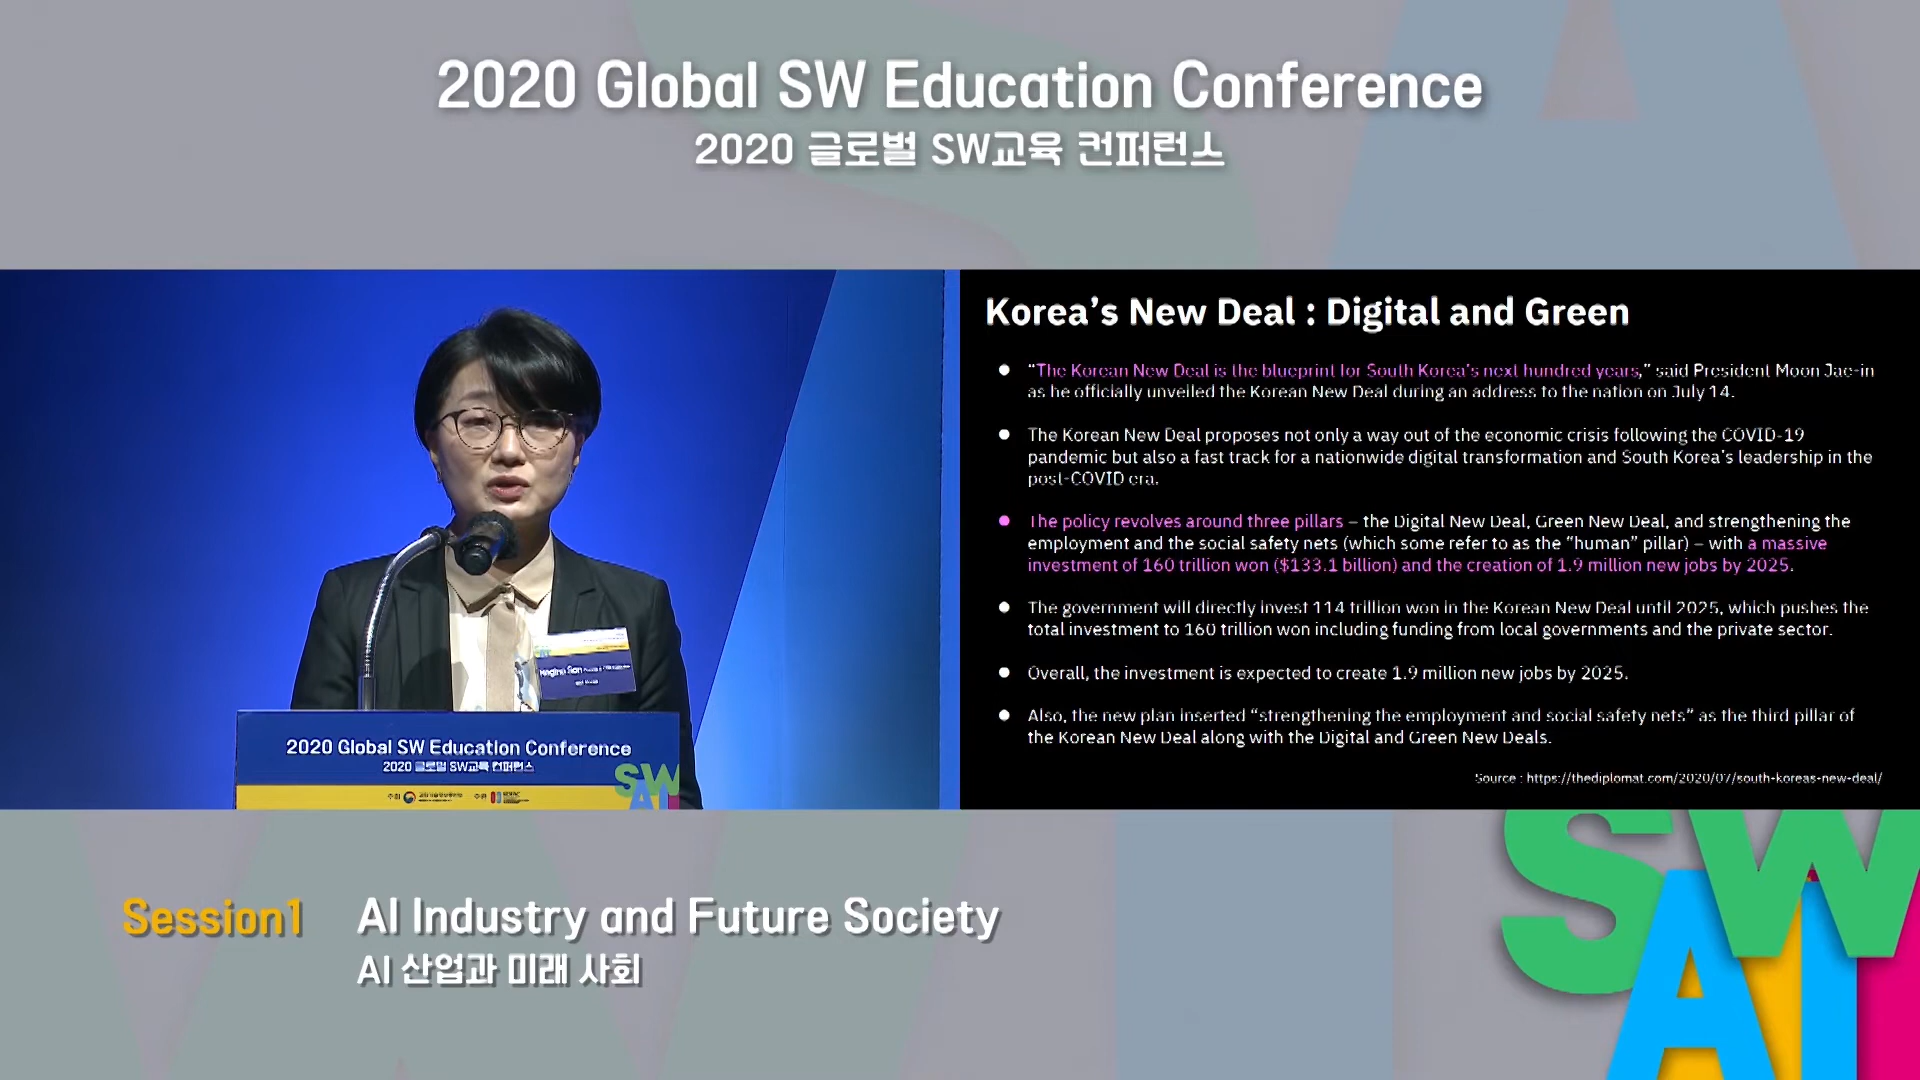 2020 Global SW Education Conference
2020 글로벌 SW교육 컨퍼런스
Korea's New Deal : Digital and Green
● "The Korean New Deal is the blueprint for South Korea's next hundred years," said President Moon Jae-in
as he officially unveiled the Korean New Deal during an address to the nation on July 14.
● The Korean New Deal proposes not only a way out of the economic crisis following the COVID-19
pandemic but also a fast track for a nationwide digital transformation and South Korea's leadership in the
post-COVID era.
● The policy revolves around three pillars – the Digital New Deal, Green New Deal, and strengthening the
employment and the social safety nets (which some refer to as the "human" pillar) – with a massive
investment of 160 trillion won ($133.1 billion) and the creation of 1.9 million new jobs by 2025.
● The government will directly invest 114 trillion won in the Korean New Deal until 2025, which pushes the
total investment to 160 trillion won including funding from local governments and the private sector.
● Overall, the investment is expected to create 1.9 million new jobs by 2025.
● Also, the new plan inserted "strengthening the employment and social safety nets" as the third pillar of
the Korean New Deal along with the Digital and Green New Deals.
Source : https://thediplomat.com/2020/07/south-koreas-new-deal/
2020 Global SW Education Conference
2020 글로벌 SW교육 컨퍼런스
주최 주관
SW
AI
Session1 AI Industry and Future Society
AI 산업과 미래 사회
SW
AI